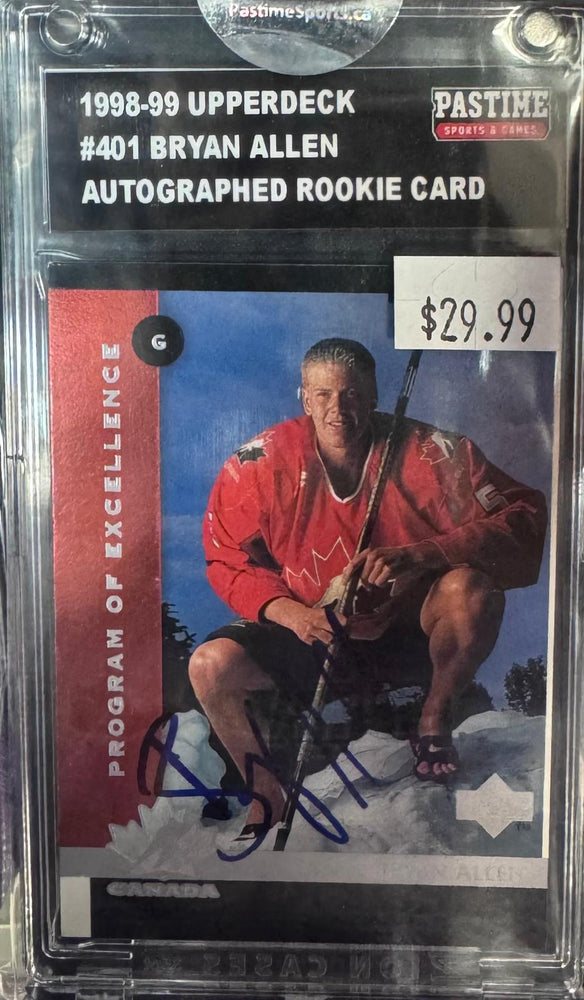 PastimeSports.ca
1998-99 UPPERDECK
#401 BRYAN ALLEN
AUTOGRAPHED ROOKIE CARD
PASTIME
SPORTS & GAMES
$29.99
G
PROGRAM OF EXCELLENCE
CANADA
BRYAN ALLEN